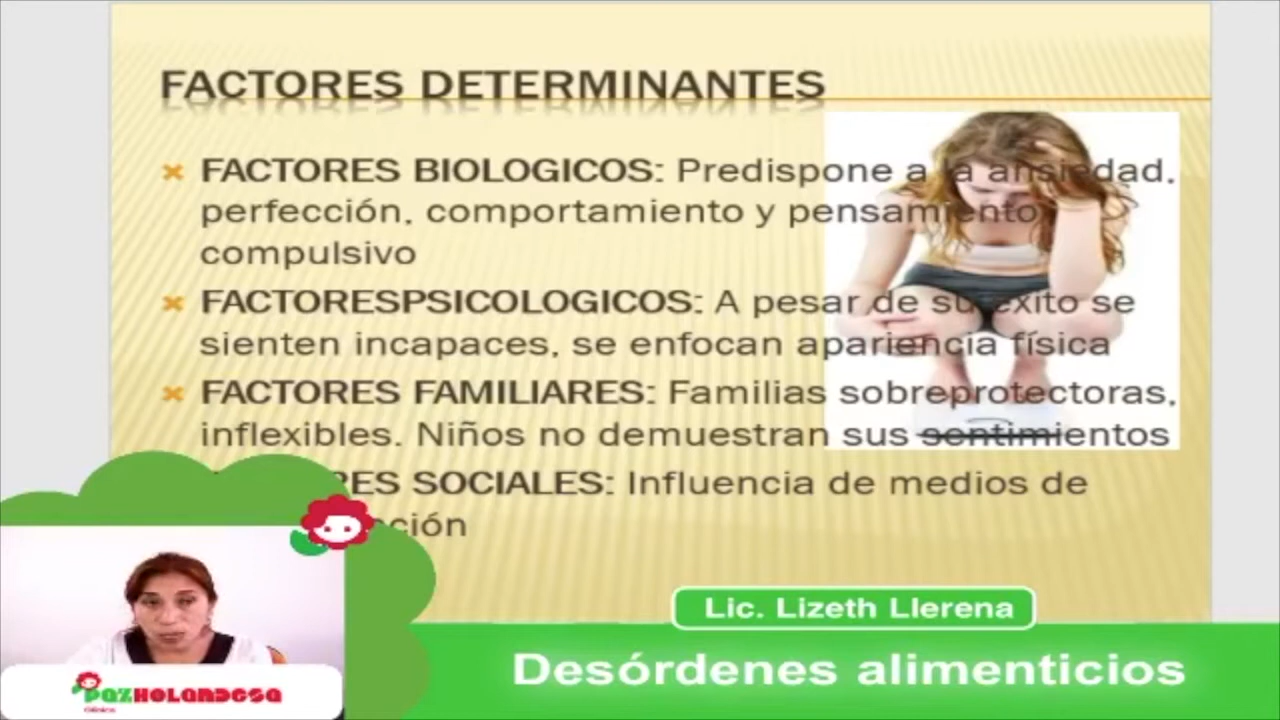 FACTORES DETERMINANTES
FACTORES BIOLOGICOS: Predispone a la ansiedad,
perfección, comportamiento y pensamiento
compulsivo
FACTORESPSICOLOGICOS: A pesar de su éxito se
sienten incapaces, se enfocan apariencia física
FACTORES FAMILIARES: Familias sobreprotectoras,
inflexibles. Niños no demuestran sus sentimientos
RES SOCIALES: Influencia de medios de
ción
Lic. Lizeth Llerena
Desórdenes alimenticios
PAZHOLANDESA
Clínica